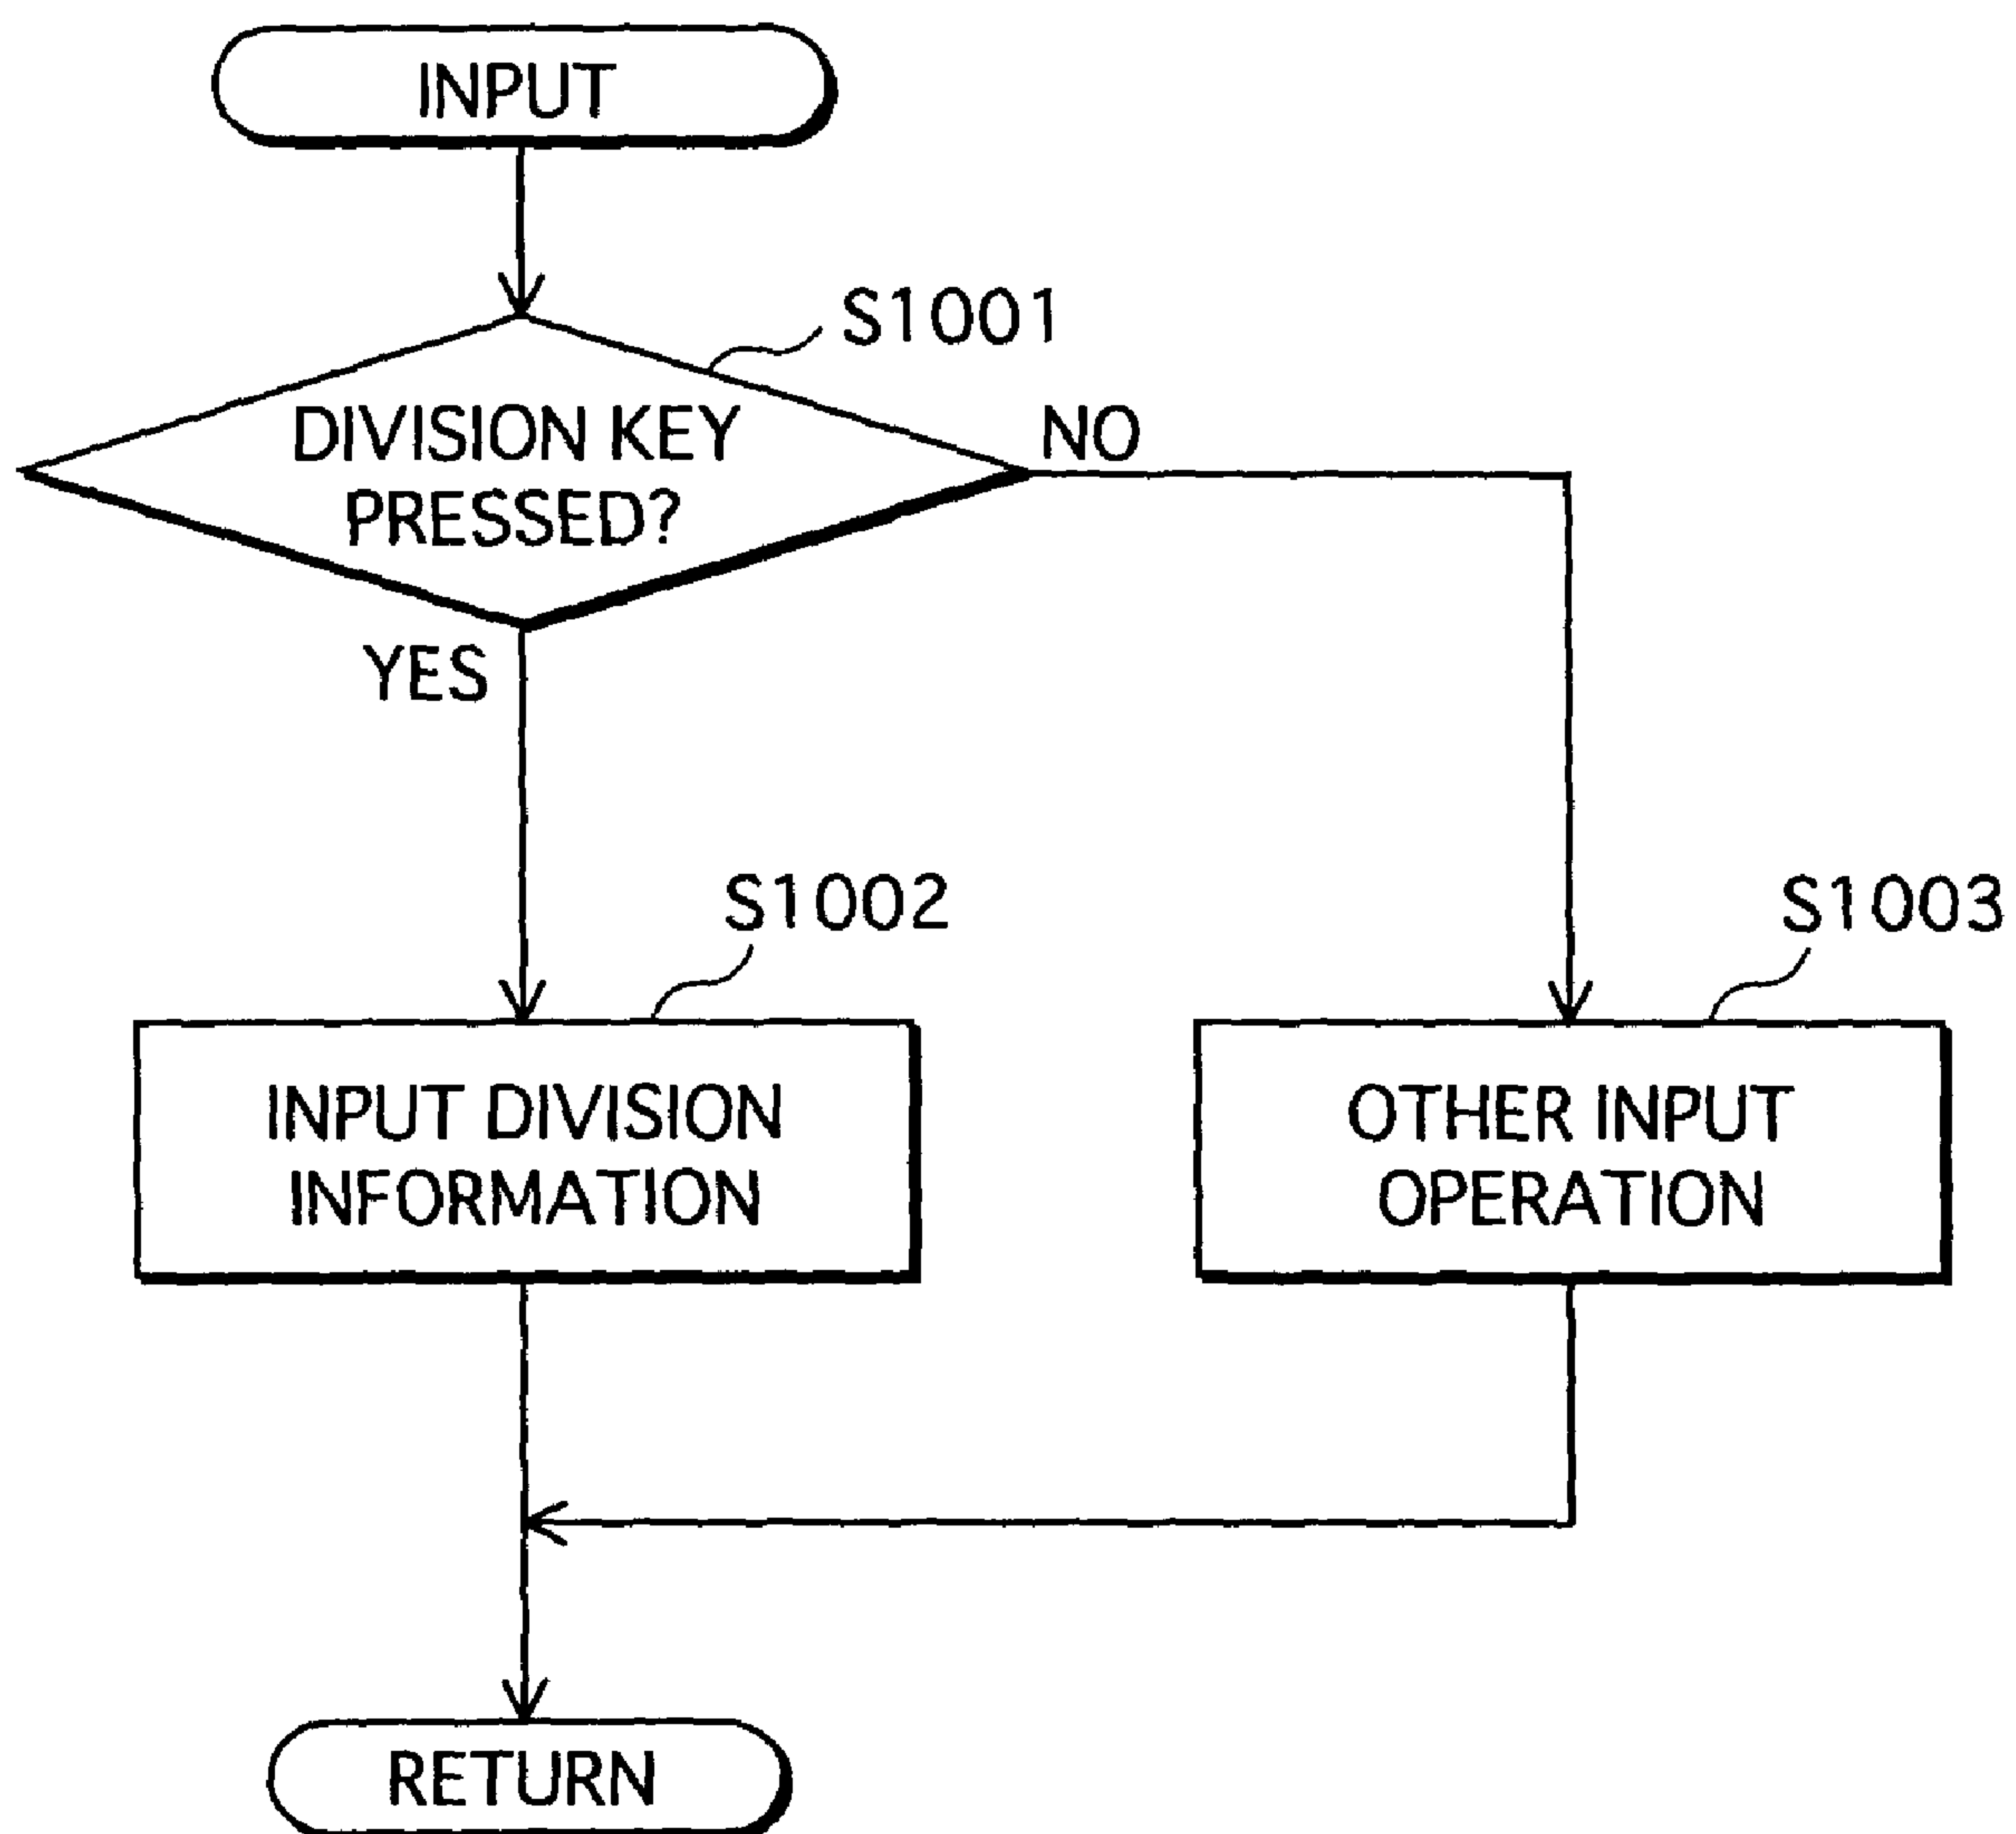 INPUT
S1001
DIVISION KEY
PRESSED?
NO
YES
S1002
S1003
INPUT DIVISION
INFORMATION
OTHER INPUT
OPERATION
RETURN